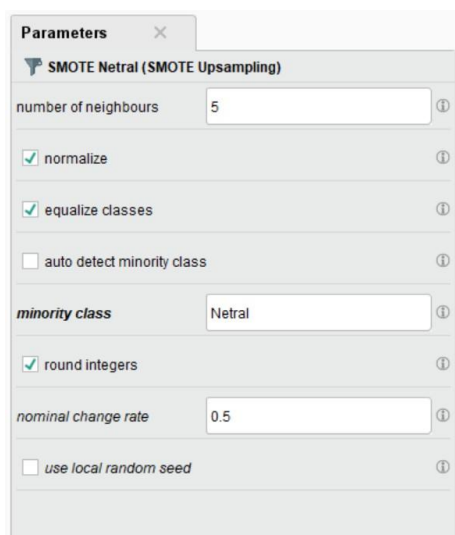 Parameters
SMOTE Netral (SMOTE Upsampling)
number of neighbours 5
normalize
equalize classes
auto detect minority class
minority class Netral
round integers
nominal change rate 0.5
use local random seed